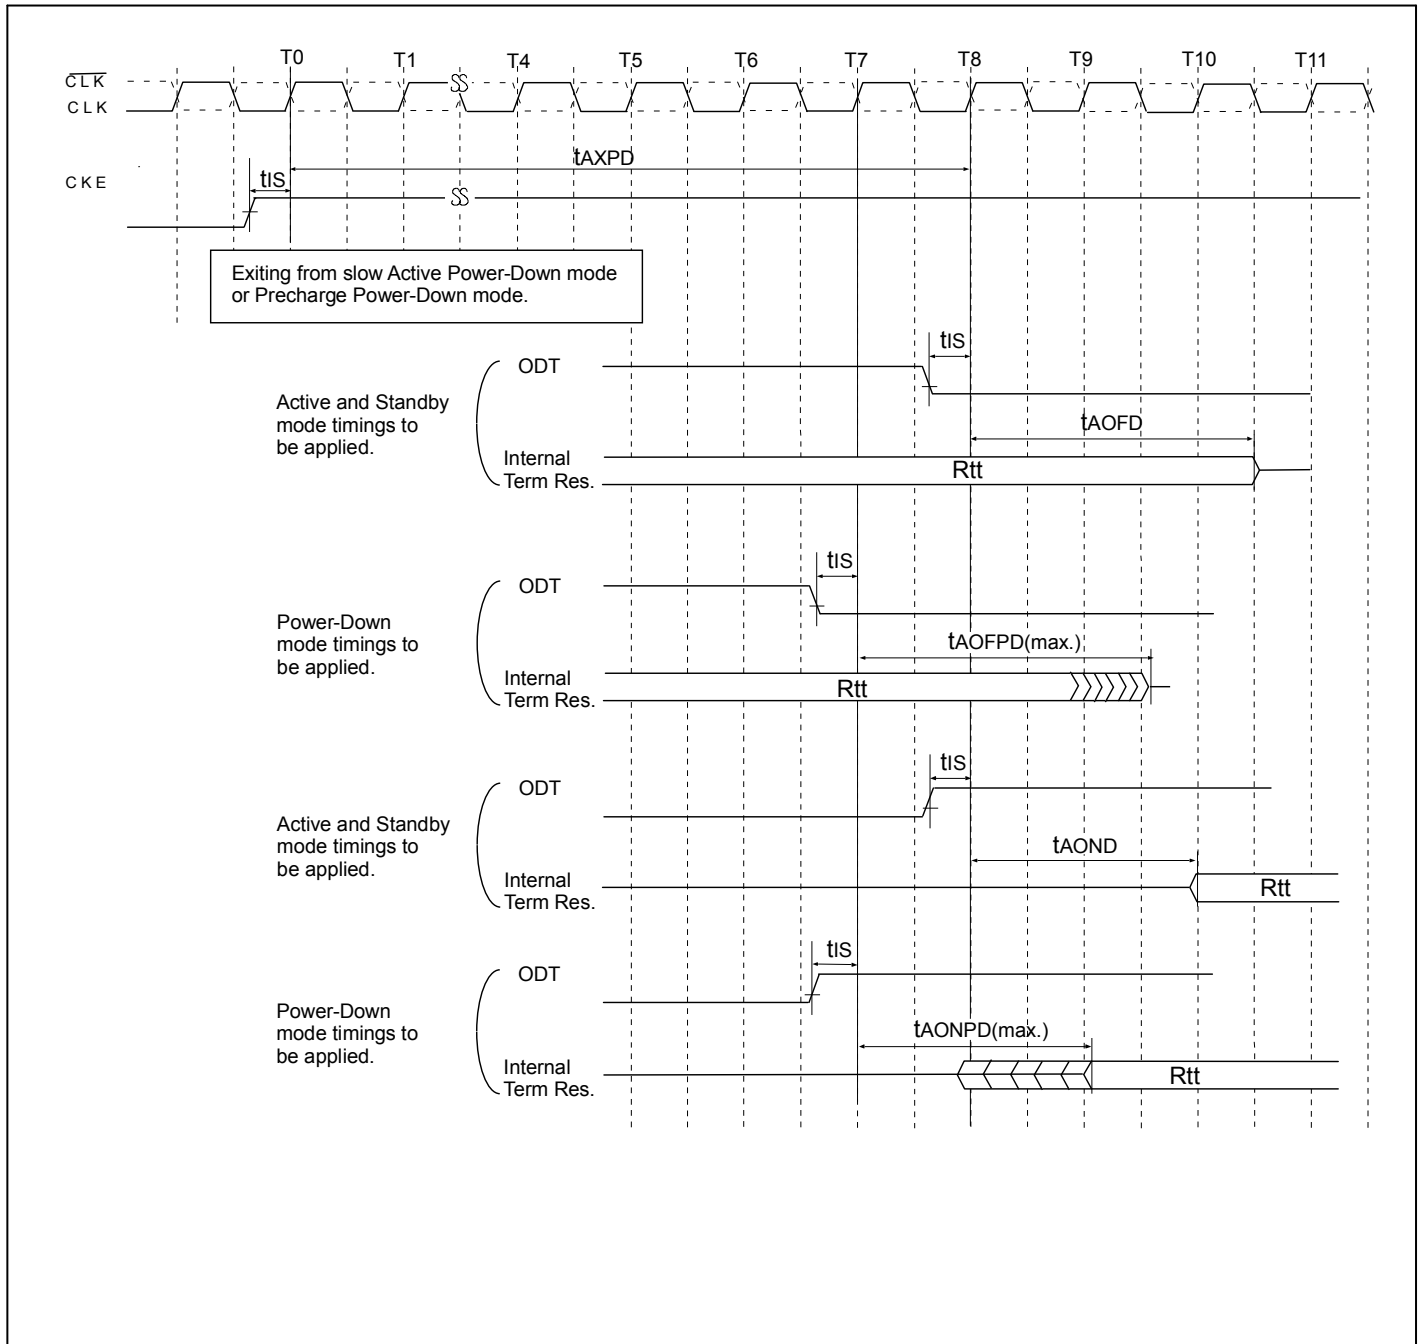 T0 T1 T4 T5 T6 T7 T8 T9 T10 T11
CLK
CLK
tAXPD
CKE
tIS
Exiting from slow Active Power-Down mode
or Precharge Power-Down mode.
tIS
ODT
Active and Standby
mode timings to
be applied.
tAOFD
Internal
Term Res.
Rtt
tIS
ODT
Power-Down
mode timings to
be applied.
tAOFPD(max.)
Internal
Term Res.
Rtt
tIS
ODT
Active and Standby
mode timings to
be applied.
tAOND
Internal
Term Res.
Rtt
tIS
ODT
Power-Down
mode timings to
be applied.
tAONPD(max.)
Internal
Term Res.
Rtt